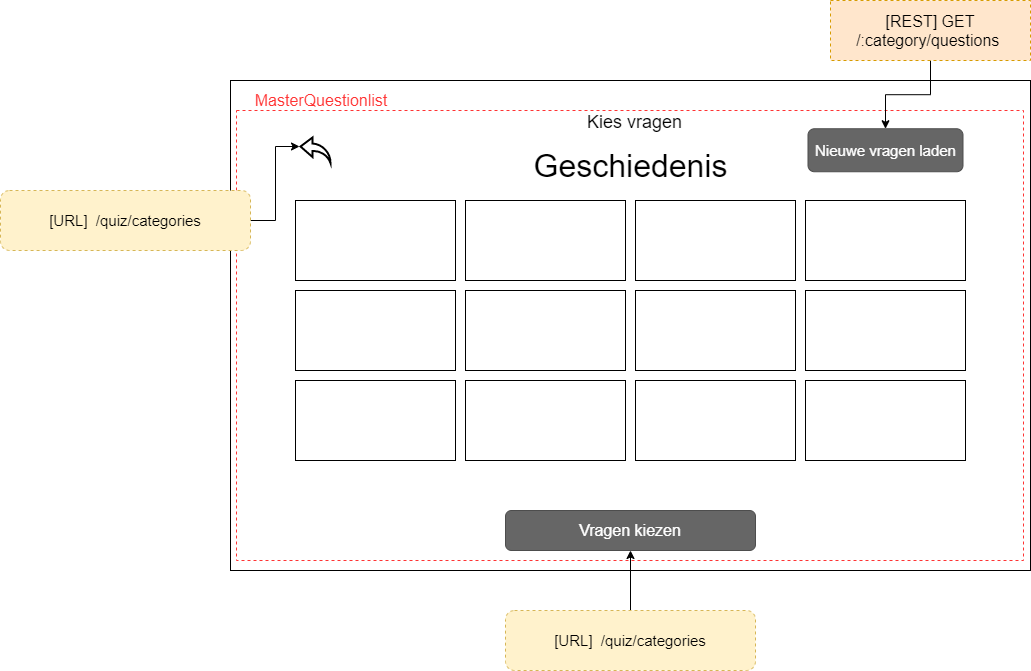 [REST] GET
/:category/questions
MasterQuestionlist
Kies vragen
Nieuwe vragen laden
Geschiedenis
[URL]  /quiz/categories
Vragen kiezen
[URL]  /quiz/categories